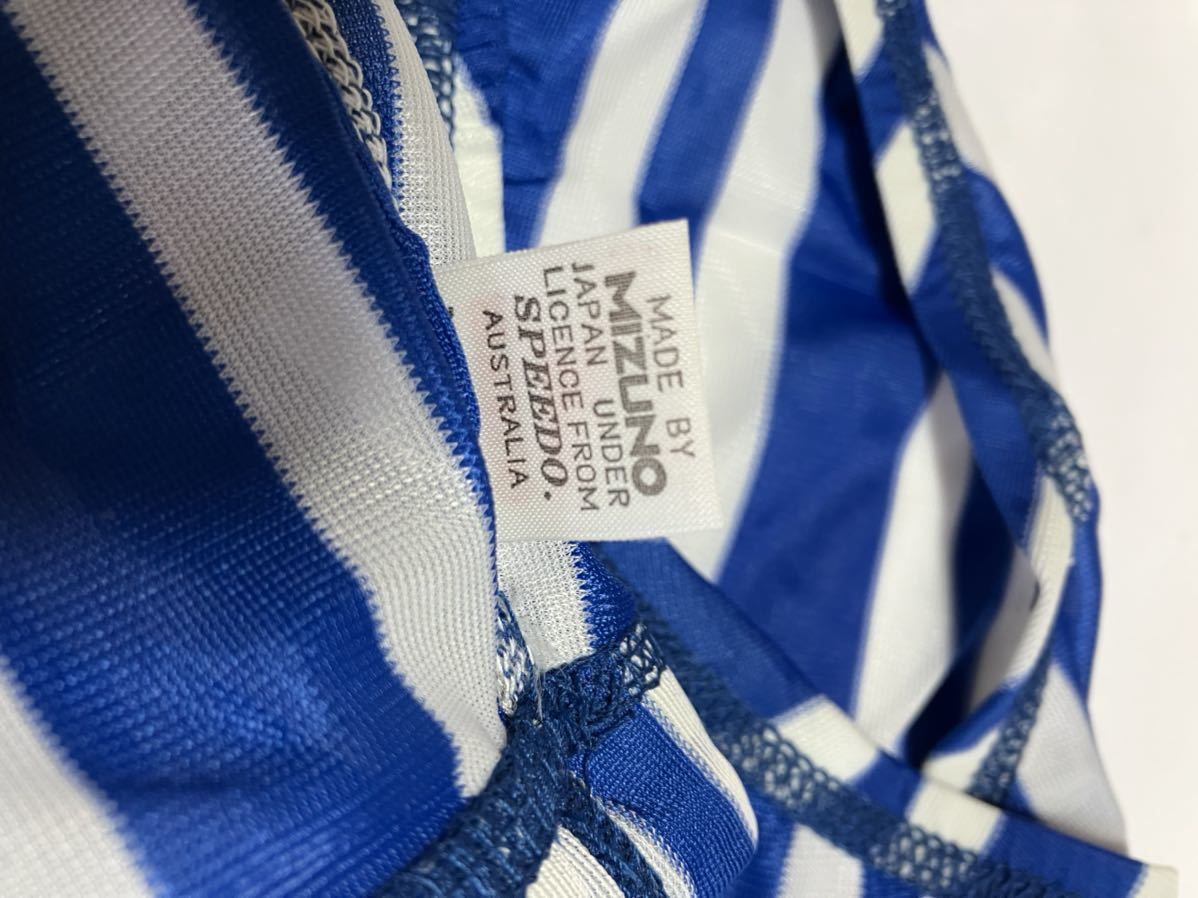 MADE BY
MIZUNO
JAPAN UNDER
LICENCE FROM
SPEEDO.
AUSTRALIA